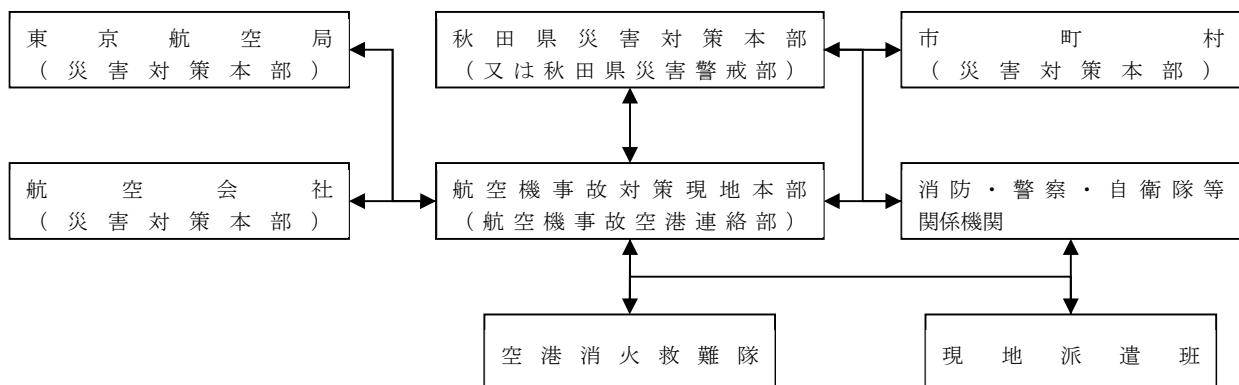 東京航空局
(災害対策本部)
秋田県災害対策本部
(又は秋田県災害警戒部)
市町村
(災害対策本部)
航空会社
(災害対策本部)
航空機事故対策現地本部
(航空機事故空港連絡部)
消防・警察・自衛隊等
関係機関
空港消火救難隊
現地派遣班